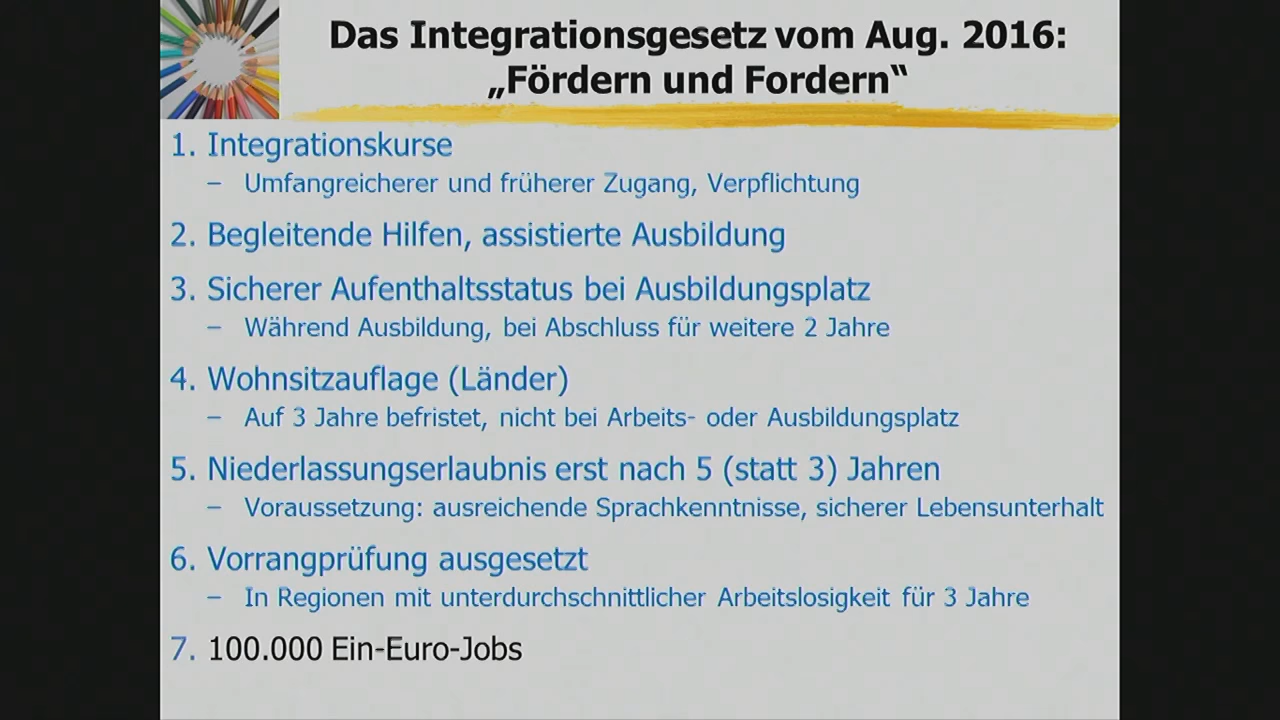 Das Integrationsgesetz vom Aug. 2016:
„Fördern und Fordern“
1. Integrationskurse
– Umfangreicherer und früherer Zugang, Verpflichtung
2. Begleitende Hilfen, assistierte Ausbildung
3. Sicherer Aufenthaltsstatus bei Ausbildungsplatz
– Während Ausbildung, bei Abschluss für weitere 2 Jahre
4. Wohnsitzauflage (Länder)
– Auf 3 Jahre befristet, nicht bei Arbeits- oder Ausbildungsplatz
5. Niederlassungserlaubnis erst nach 5 (statt 3) Jahren
– Voraussetzung: ausreichende Sprachkenntnisse, sicherer Lebensunterhalt
6. Vorrangprüfung ausgesetzt
– In Regionen mit unterdurchschnittlicher Arbeitslosigkeit für 3 Jahre
7. 100.000 Ein-Euro-Jobs